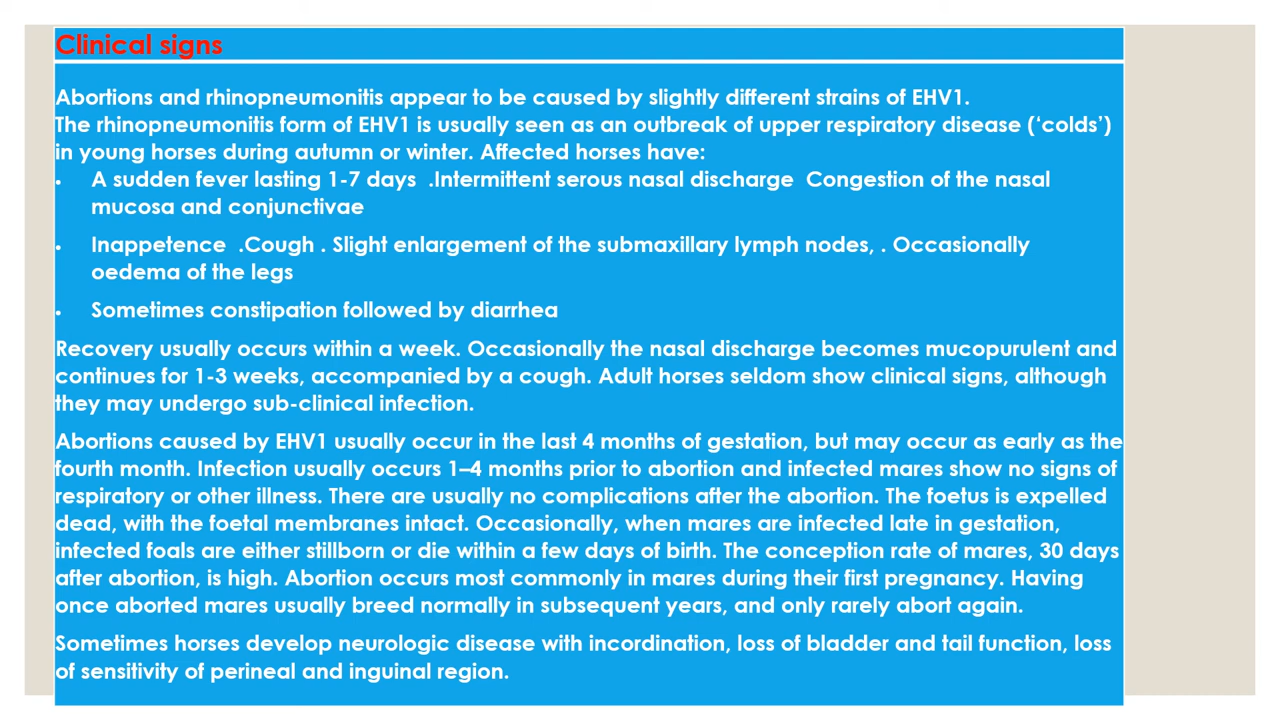 Clinical signs
Abortions and rhinopneumonitis appear to be caused by slightly different strains of EHV1.
The rhinopneumonitis form of EHV1 is usually seen as an outbreak of upper respiratory disease (‘colds’)
in young horses during autumn or winter. Affected horses have:
• A sudden fever lasting 1-7 days .Intermittent serous nasal discharge Congestion of the nasal
mucosa and conjunctivae
• Inappetence .Cough . Slight enlargement of the submaxillary lymph nodes, . Occasionally
oedema of the legs
• Sometimes constipation followed by diarrhea
Recovery usually occurs within a week. Occasionally the nasal discharge becomes mucopurulent and
continues for 1-3 weeks, accompanied by a cough. Adult horses seldom show clinical signs, although
they may undergo sub-clinical infection.
Abortions caused by EHV1 usually occur in the last 4 months of gestation, but may occur as early as the
fourth month. Infection usually occurs 1–4 months prior to abortion and infected mares show no signs of
respiratory or other illness. There are usually no complications after the abortion. The foetus is expelled
dead, with the foetal membranes intact. Occasionally, when mares are infected late in gestation,
infected foals are either stillborn or die within a few days of birth. The conception rate of mares, 30 days
after abortion, is high. Abortion occurs most commonly in mares during their first pregnancy. Having
once aborted mares usually breed normally in subsequent years, and only rarely abort again.
Sometimes horses develop neurologic disease with incordination, loss of bladder and tail function, loss
of sensitivity of perineal and inguinal region.